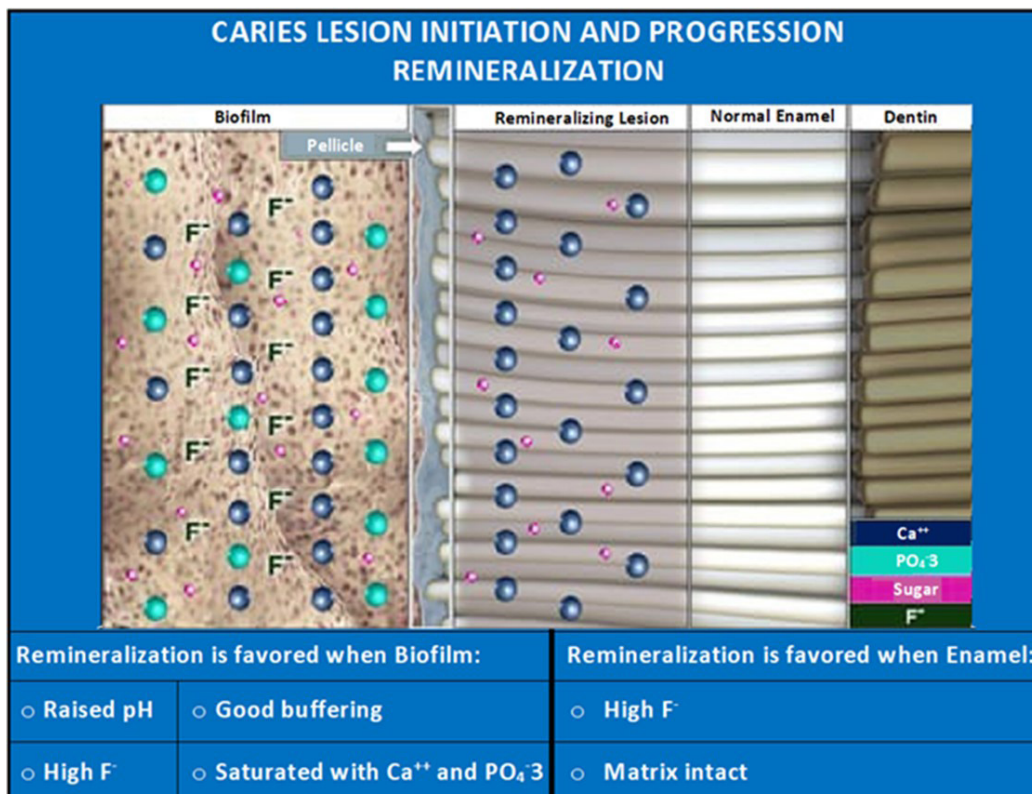 CARIES LESION INITIATION AND PROGRESSION
REMINERALIZATION
Biofilm
Remineralizing Lesion
Normal Enamel
Dentin
Pellicle
F⁻
F⁻
F⁻
F⁻
F⁻
F⁻
F⁻
F⁻
F⁻
F⁻
F⁻
Ca⁺⁺
PO₄⁻3
Sugar
Remineralization is favored when Biofilm:
Remineralization is favored when Enamel:
○ Raised pH
○ Good buffering
○ High F⁻
○ High F⁻
○ Saturated with Ca⁺⁺ and PO₄⁻3
○ Matrix intact